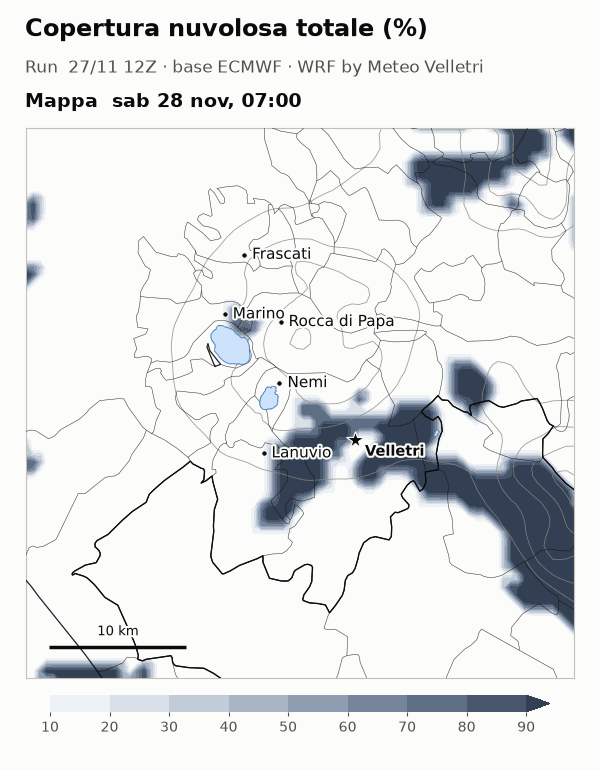 Copertura nuvolosa totale (%)
Run  27/11 12Z · base ECMWF · WRF by Meteo Velletri
Mappa  sab 28 nov, 07:00
Frascati
Marino
Rocca di Papa
Nemi
Velletri
Lanuvio
10 km
10 20 30 40 50 60 70 80 90